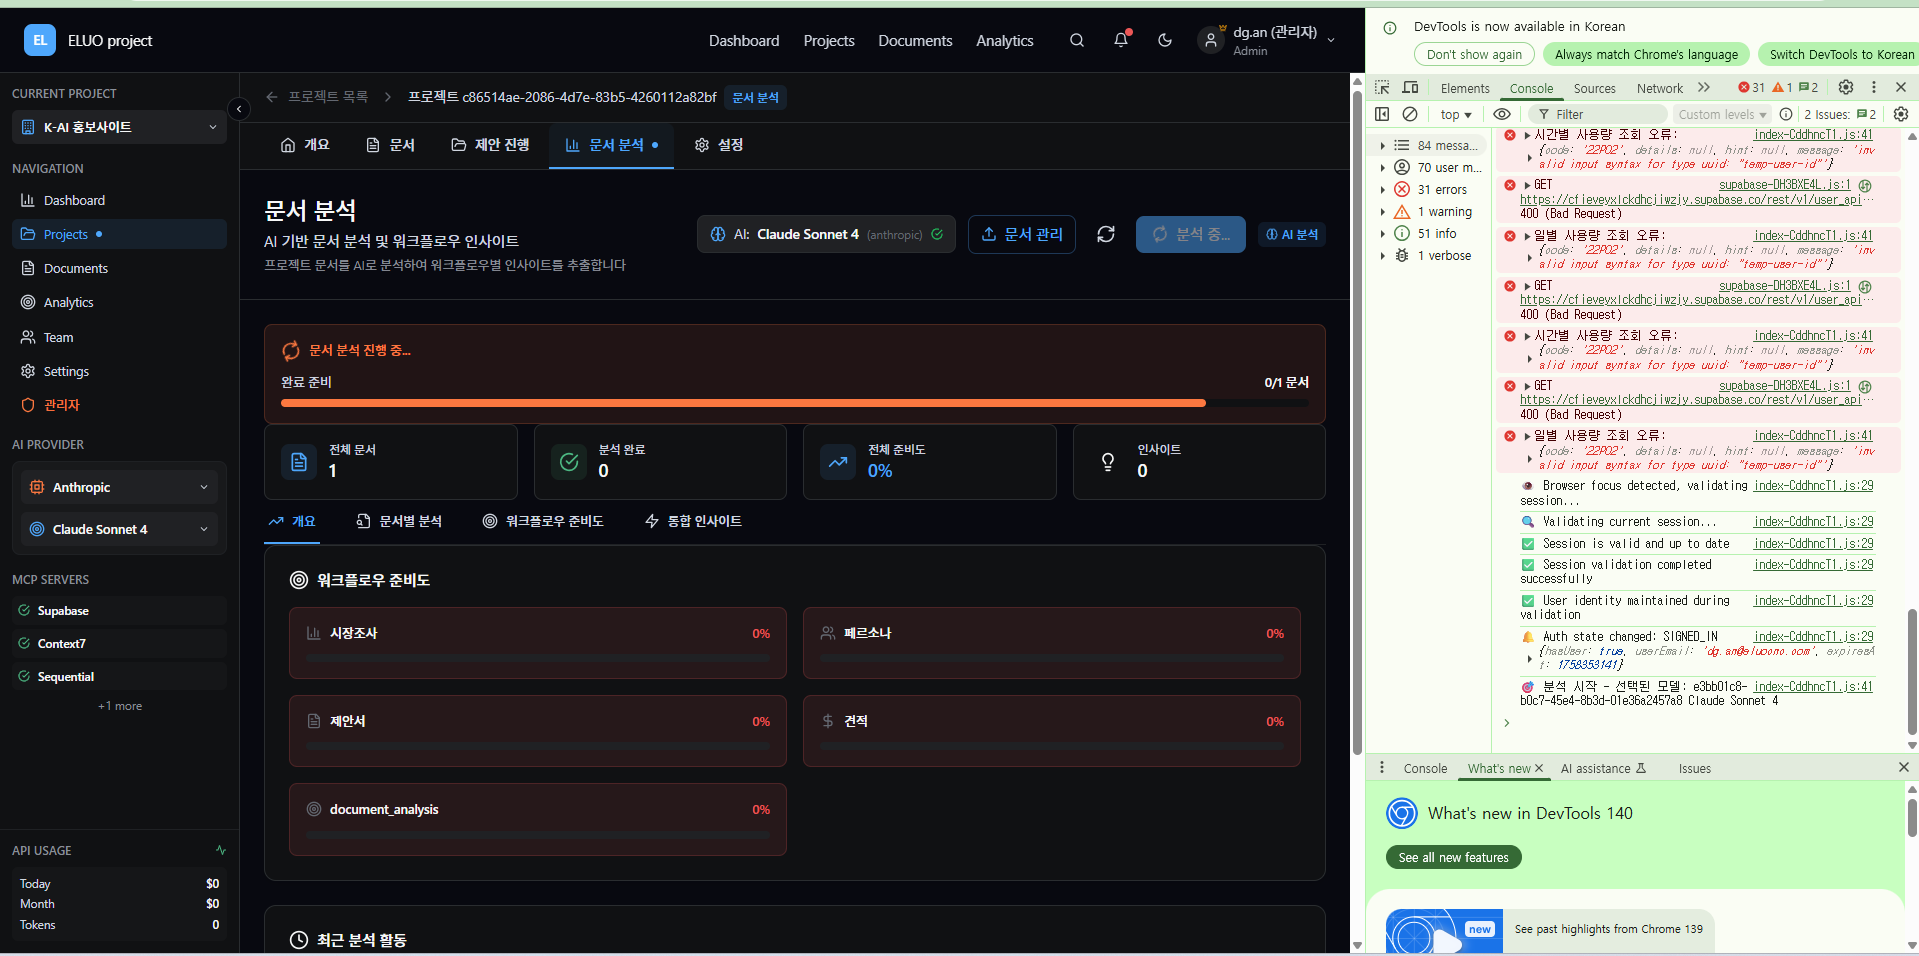 EL
ELUO project
Dashboard
Projects
Documents
Analytics
dg.an (관리자)
Admin
CURRENT PROJECT
K-AI 홍보사이트
NAVIGATION
Dashboard
Projects
Documents
Analytics
Team
Settings
관리자
AI PROVIDER
Anthropic
Claude Sonnet 4
MCP SERVERS
Supabase
Context7
Sequential
+1 more
API USAGE
Today $0
Month $0
Tokens 0
프로젝트 목록
프로젝트 c86514ae-2086-4d7e-83b5-4260112a82bf
문서 분석
개요
문서
제안 진행
문서 분석
설정
문서 분석
AI 기반 문서 분석 및 워크플로우 인사이트
프로젝트 문서를 AI로 분석하여 워크플로우별 인사이트를 추출합니다
AI: Claude Sonnet 4 (anthropic)
문서 관리
분석 중...
AI 분석
문서 분석 진행 중...
완료 준비
0/1 문서
전체 문서
1
분석 완료
0
전체 준비도
0%
인사이트
0
개요
문서별 분석
워크플로우 준비도
통합 인사이트
워크플로우 준비도
시장조사 0%
페르소나 0%
제안서 0%
견적 0%
document_analysis 0%
최근 분석 활동
DevTools is now available in Korean
Don't show again
Always match Chrome's language
Switch DevTools to Korean
Elements
Console
Sources
Network
31
1
2
top
Filter
Custom levels
2 Issues: 2
84 messa...
70 user m...
31 errors
1 warning
51 info
1 verbose
시간별 사용량 조회 오류: index-CddhncT1.js:41
{code: '22P02', details: null, hint: null, message: 'inv
alid input syntax for type uuid: "temp-user-id"'}
GET supabase-DH3BXE4L.js:1
https://cfieveyxlckdhcjiwzjy.supabase.co/rest/v1/user_api…
400 (Bad Request)
일별 사용량 조회 오류: index-CddhncT1.js:41
{code: '22P02', details: null, hint: null, message: 'inv
alid input syntax for type uuid: "temp-user-id"'}
GET supabase-DH3BXE4L.js:1
https://cfieveyxlckdhcjiwzjy.supabase.co/rest/v1/user_api…
400 (Bad Request)
시간별 사용량 조회 오류: index-CddhncT1.js:41
{code: '22P02', details: null, hint: null, message: 'inv
alid input syntax for type uuid: "temp-user-id"'}
GET supabase-DH3BXE4L.js:1
https://cfieveyxlckdhcjiwzjy.supabase.co/rest/v1/user_api…
400 (Bad Request)
일별 사용량 조회 오류: index-CddhncT1.js:41
{code: '22P02', details: null, hint: null, message: 'inv
alid input syntax for type uuid: "temp-user-id"'}
Browser focus detected, validating index-CddhncT1.js:29
session...
Validating current session... index-CddhncT1.js:29
Session is valid and up to date index-CddhncT1.js:29
Session validation completed index-CddhncT1.js:29
successfully
User identity maintained during index-CddhncT1.js:29
validation
Auth state changed: SIGNED_IN index-CddhncT1.js:29
{hasUser: true, userEmail: 'dg.an@eluocnc.com', expiresA
t: 1758353141}
분석 시작 - 선택된 모델: e3bb01c8- index-CddhncT1.js:41
b0c7-45e4-8b3d-01e36a2457a8 Claude Sonnet 4
Console
What's new
AI assistance
Issues
What's new in DevTools 140
See all new features
new
See past highlights from Chrome 139